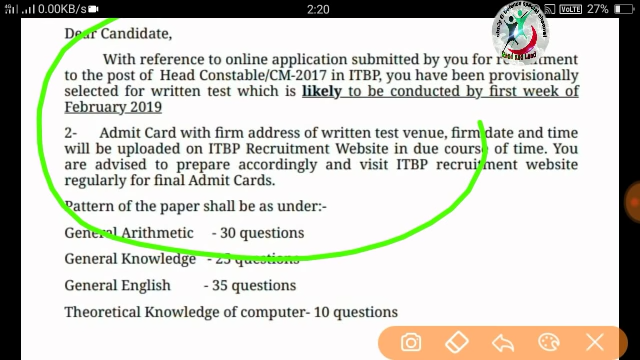 4G 0.00 KB/s 2:20 VoLTE 27%
Dear Candidate,
With reference to online application submitted by you for recruitment
to the post of Head Constable/CM-2017 in ITBP, you have been provisionally
selected for written test which is likely to be conducted by first week of
February 2019
2- Admit Card with firm address of written test venue, firm date and time
will be uploaded on ITBP Recruitment Website in due course of time. You
are advised to prepare accordingly and visit ITBP recruitment website
regularly for final Admit Cards.
Pattern of the paper shall be as under:-
General Arithmetic - 30 questions
General Knowledge - 25 questions
General English - 35 questions
Theoretical Knowledge of computer- 10 questions